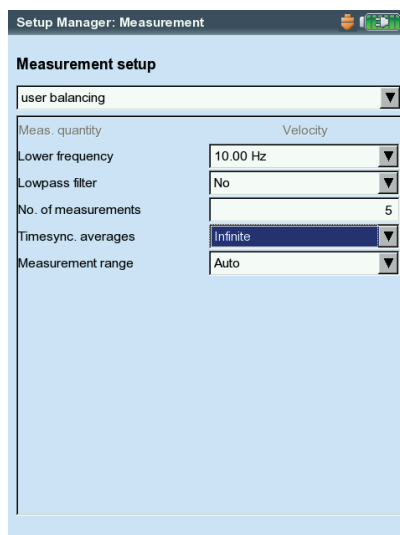 Setup Manager: Measurement
Measurement setup
user balancing
Meas. quantity Velocity
Lower frequency 10.00 Hz
Lowpass filter No
No. of measurements 5
Timesync. averages Infinite
Measurement range Auto